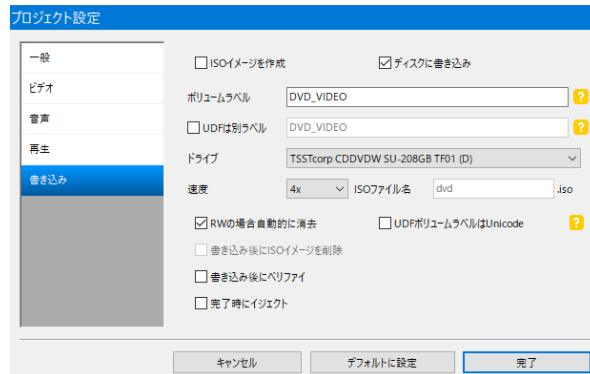 プロジェクト設定
一般
ビデオ
音声
再生
書き込み
ISOイメージを作成
ディスクに書き込み
ボリュームラベル
DVD_VIDEO
?
UDFは別ラベル
DVD_VIDEO
?
ドライブ
TSSTcorp CDDVDW SU-208GB TF01 (D)
速度
4x
ISOファイル名
dvd
.iso
RWの場合自動的に消去
UDFボリュームラベルはUnicode
?
書き込み後にISOイメージを削除
書き込み後にベリファイ
完了時にイジェクト
キャンセル
デフォルトに設定
完了